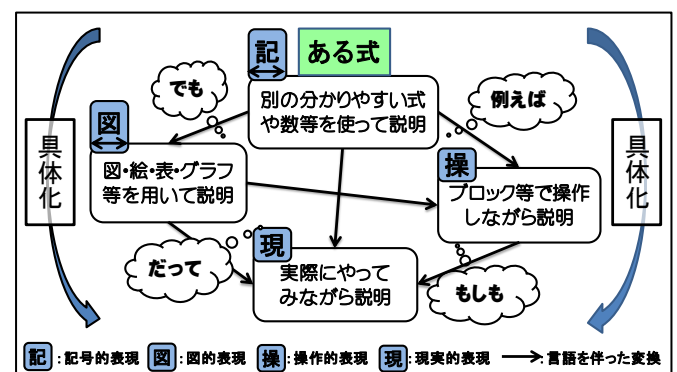 記
ある式
別の分かりやすい式
や数等を使って説明
でも
例えば
図
図・絵・表・グラフ
等を用いて説明
操
ブロック等で操作
しながら説明
具体化
具体化
だって
現
実際にやって
みながら説明
もしも
記:記号的表現 図:図的表現 操:操作的表現 現:現実的表現 →:言語を伴った変換